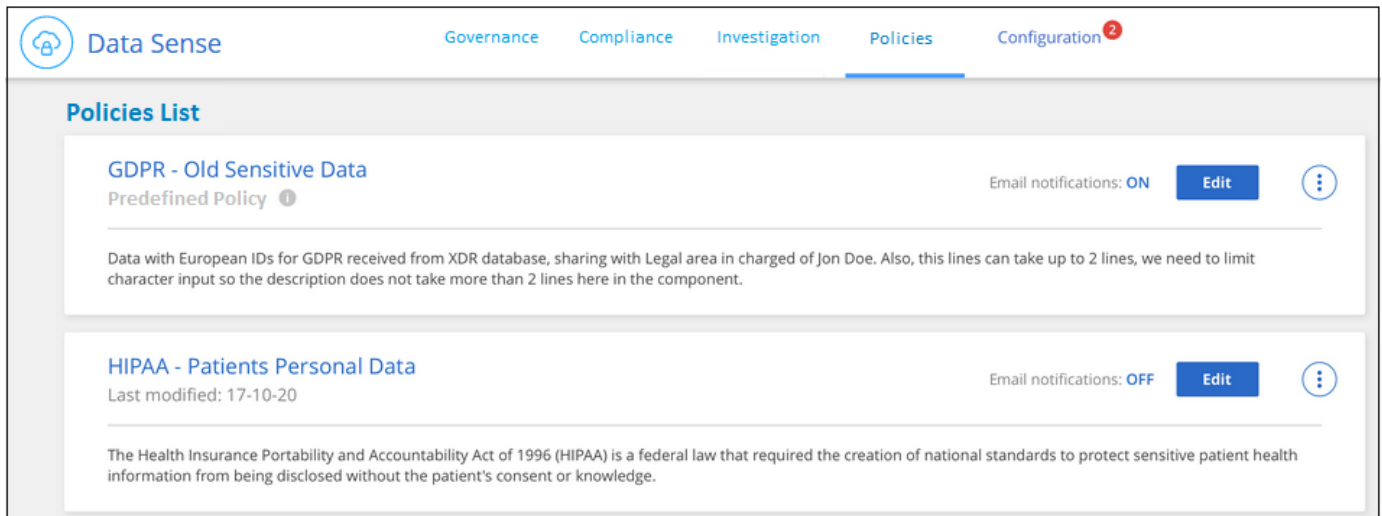 Data Sense
Governance Compliance Investigation Policies Configuration 2
Policies List
GDPR - Old Sensitive Data
Predefined Policy i
Email notifications: ON Edit
Data with European IDs for GDPR received from XDR database, sharing with Legal area in charged of Jon Doe. Also, this lines can take up to 2 lines, we need to limit
character input so the description does not take more than 2 lines here in the component.
HIPAA - Patients Personal Data
Last modified: 17-10-20
Email notifications: OFF Edit
The Health Insurance Portability and Accountability Act of 1996 (HIPAA) is a federal law that required the creation of national standards to protect sensitive patient health
information from being disclosed without the patient's consent or knowledge.